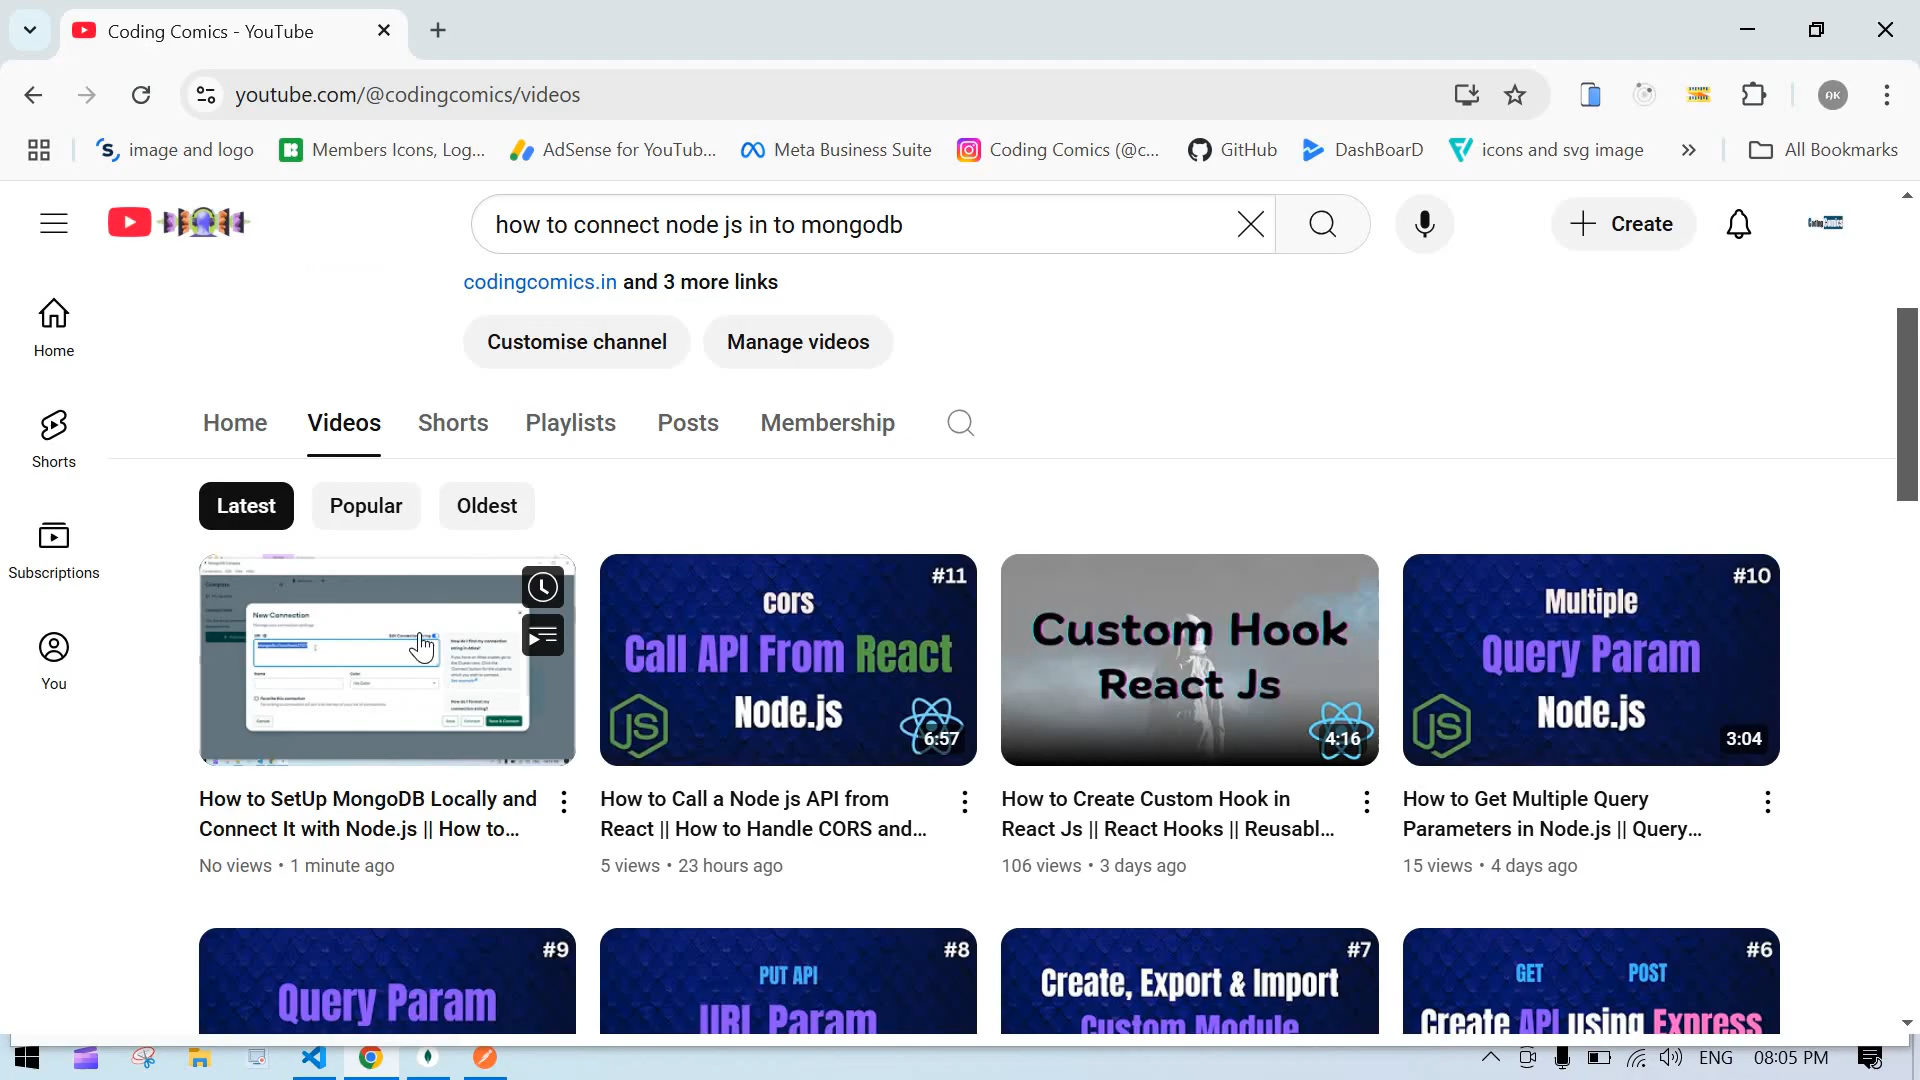 Coding Comics - YouTube
youtube.com/@codingcomics/videos
AK
image and logo
Members Icons, Log...
AdSense for YouTub...
Meta Business Suite
Coding Comics (@c...
GitHub
DashBoarD
icons and svg image
All Bookmarks
how to connect node js in to mongodb
Create
Coding Comics
codingcomics.in and 3 more links
Home
Customise channel
Manage videos
Home
Videos
Shorts
Playlists
Posts
Membership
Shorts
Latest
Popular
Oldest
Subscriptions
You
New Connection
#11
cors
Call API From React
Node.js
JS
6:57
Custom Hook
React Js
4:16
#10
Multiple
Query Param
Node.js
JS
3:04
How to SetUp MongoDB Locally and
Connect It with Node.js || How to...
No views • 1 minute ago
How to Call a Node js API from
React || How to Handle CORS and...
5 views • 23 hours ago
How to Create Custom Hook in
React Js || React Hooks || Reusabl...
106 views • 3 days ago
How to Get Multiple Query
Parameters in Node.js || Query...
15 views • 4 days ago
#9
Query Param
#8
PUT API
URL Param
#7
Create, Export & Import
Custom Module
#6
GET POST
Create API using Express
ENG
08:05 PM